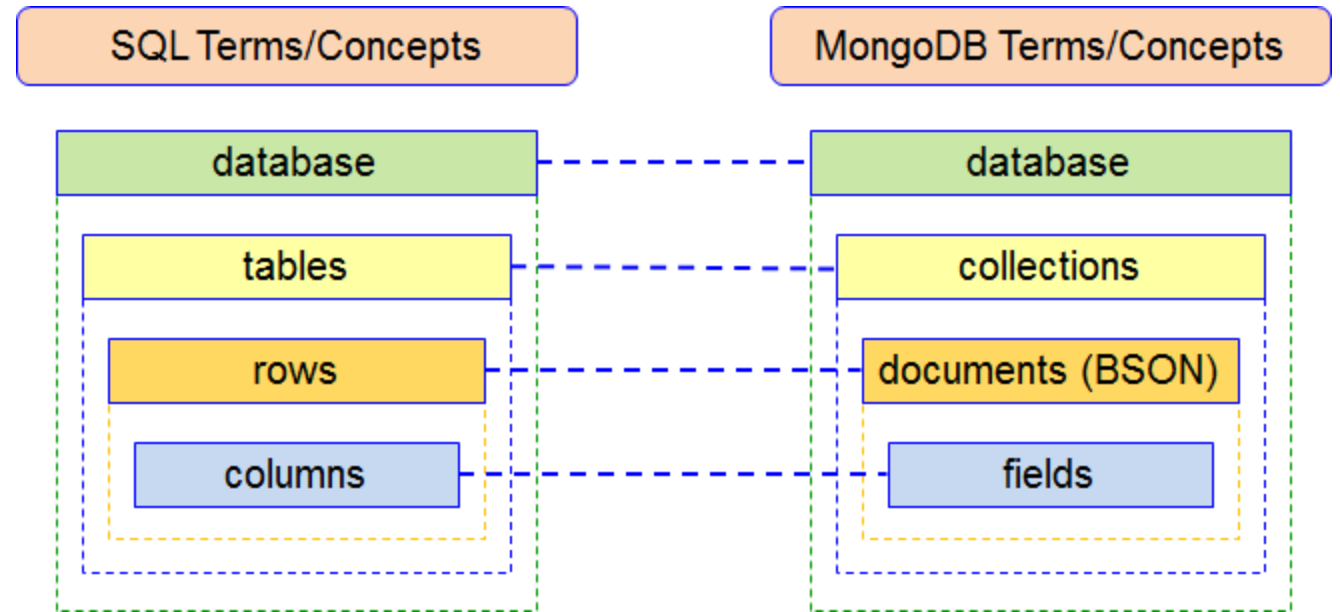 SQL Terms/Concepts
MongoDB Terms/Concepts
database
database
tables
collections
rows
documents (BSON)
columns
fields